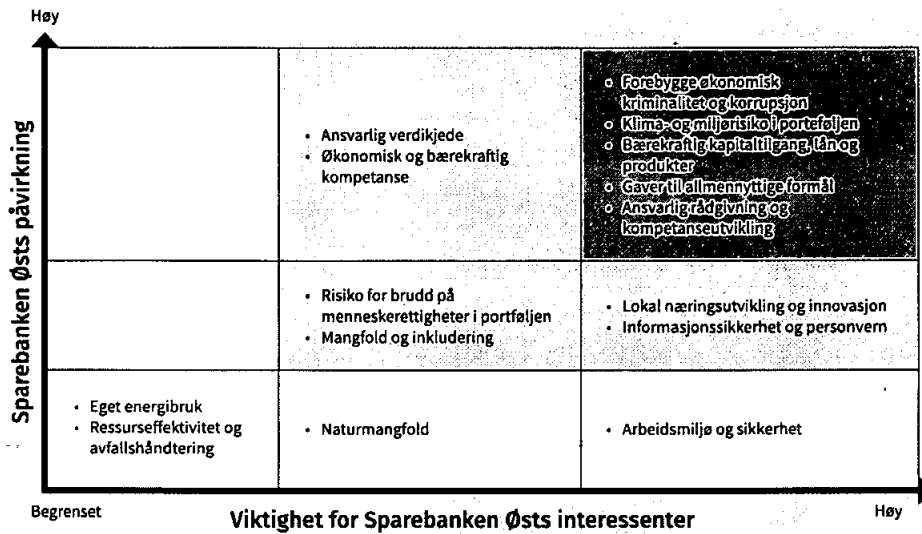 Høy
Sparebanken Østs påvirkning
• Ansvarlig verdikjede
• Økonomisk og bærekraftig
kompetanse
• Forebygge økonomisk
kriminalitet og korrupsjon
• Klima- og miljørisiko i porteføljen
• Bærekraftig kapitaltilgang, lån og
produkter
• Gaver til allmennyttige formål
• Ansvarlig rådgivning og
kompetanseutvikling
• Risiko for brudd på
menneskerettigheter i portføljen
• Mangfold og inkludering
• Lokal næringsutvikling og innovasjon
• Informasjonssikkerhet og personvern
• Eget energibruk
• Ressurseffektivitet og
avfallshåndtering
• Naturmangfold
• Arbeidsmiljø og sikkerhet
Begrenset
Viktighet for Sparebanken Østs interessenter
Høy